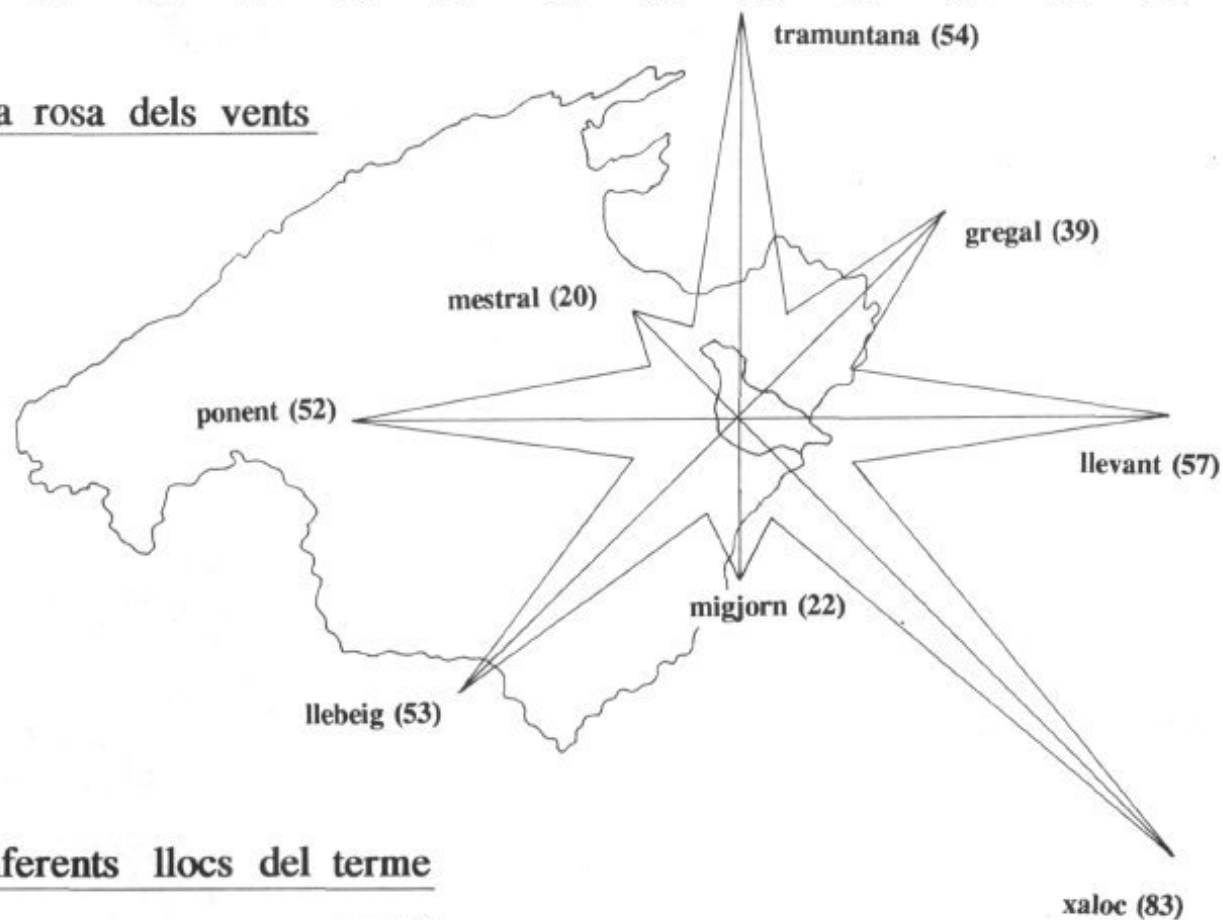 tramuntana (54)
a rosa dels vents
gregal (39)
mestral (20)
ponent (52)
llevant (57)
migjorn (22)
llebeig (53)
ferents llocs del terme
xaloc (83)